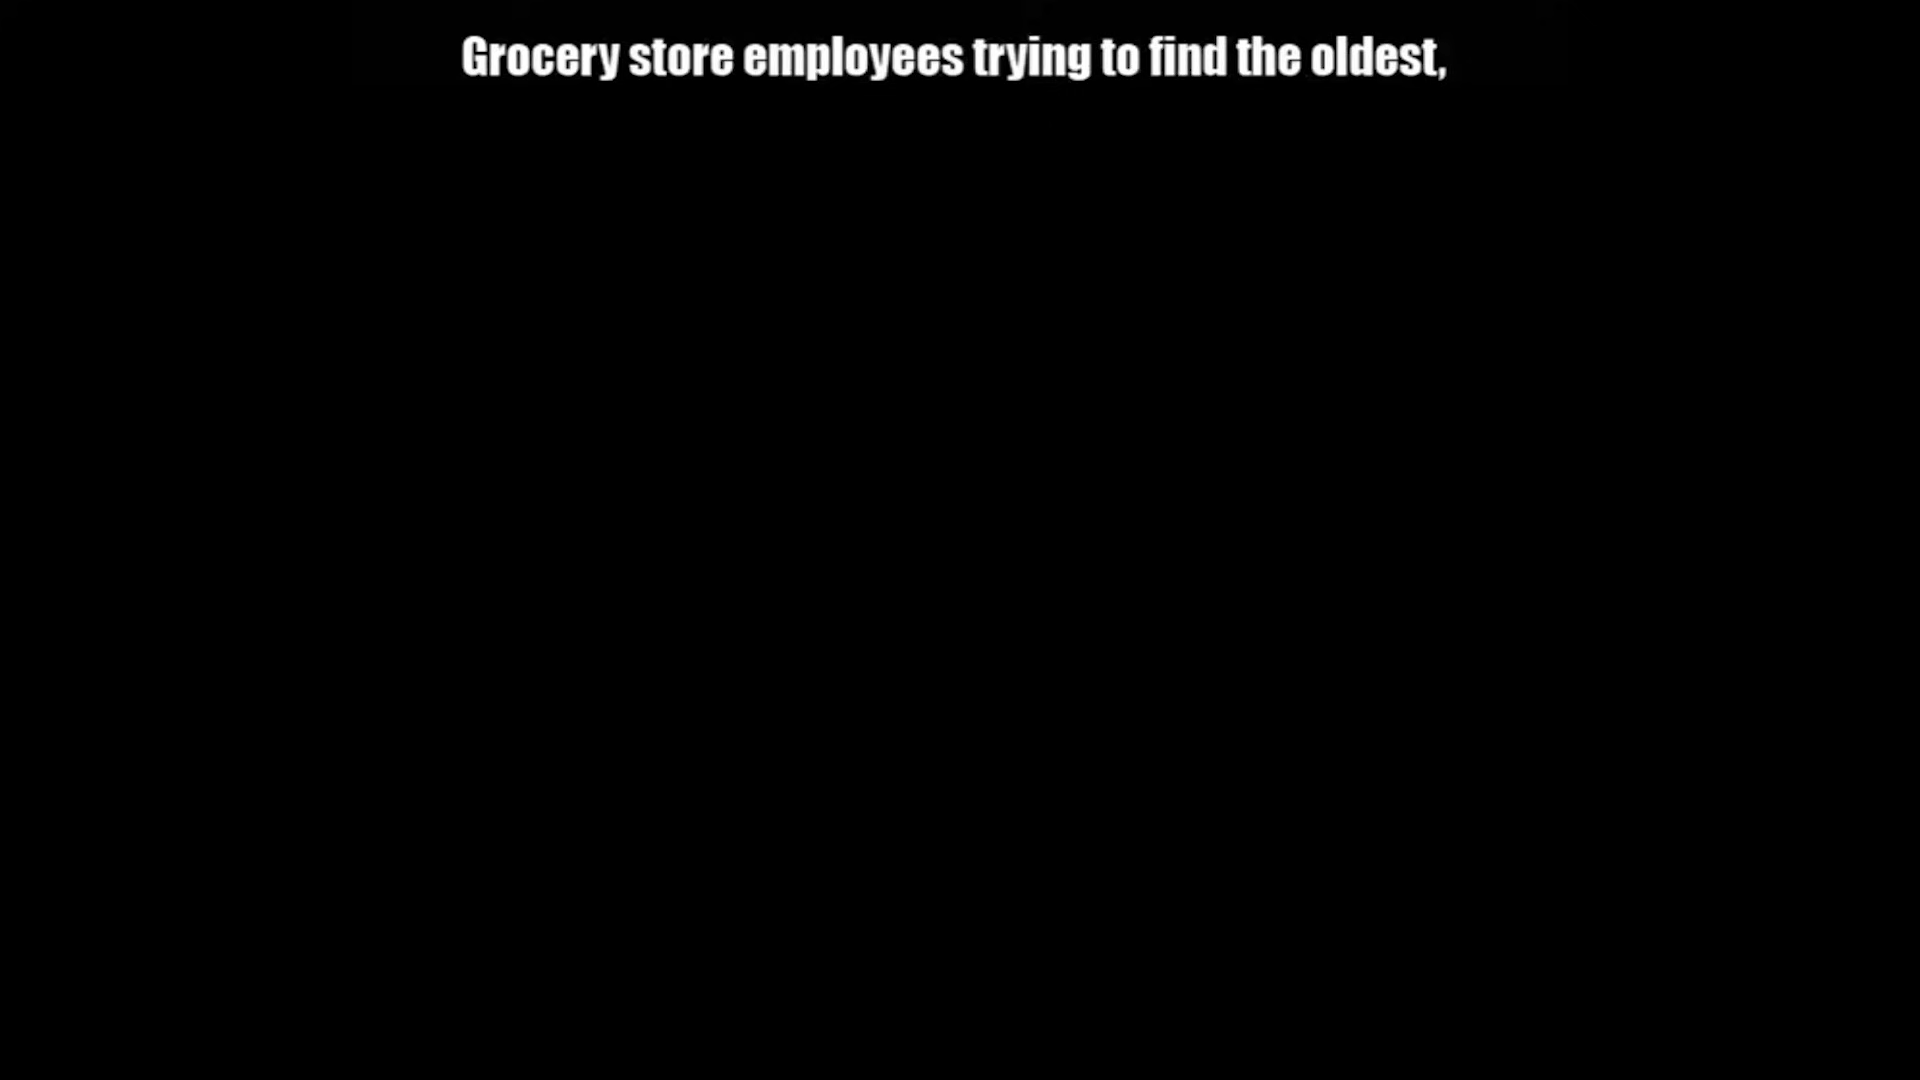 Grocery store employees trying to find the oldest,